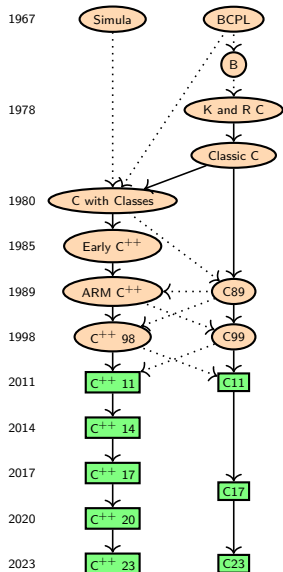 1967 Simula BCPL
B
1978 K and R C
Classic C
1980 C with Classes
1985 Early C++
1989 ARM C++ C89
1998 C++ 98 C99
2011 C++ 11 C11
2014 C++ 14
2017 C++ 17
C17
2020 C++ 20
2023 C++ 23 C23